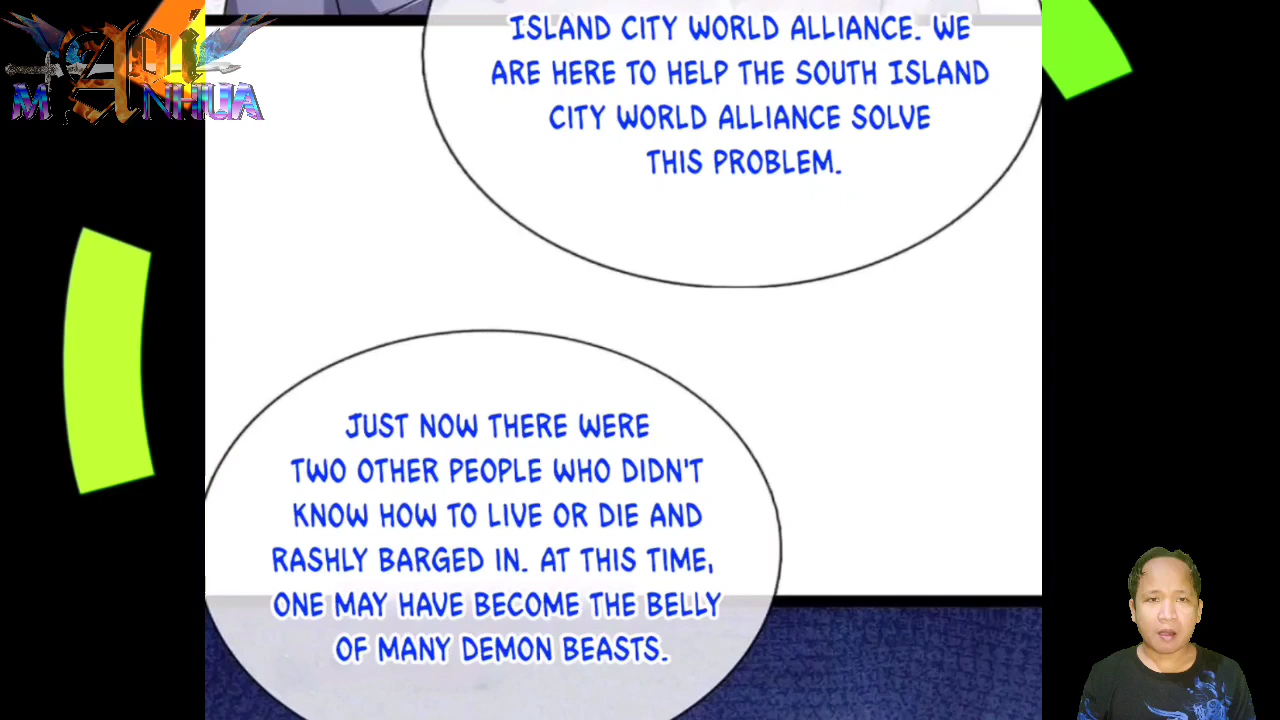 Api
MANHUA
ISLAND CITY WORLD ALLIANCE. WE
ARE HERE TO HELP THE SOUTH ISLAND
CITY WORLD ALLIANCE SOLVE
THIS PROBLEM.
JUST NOW THERE WERE
TWO OTHER PEOPLE WHO DIDN'T
KNOW HOW TO LIVE OR DIE AND
RASHLY BARGED IN. AT THIS TIME,
ONE MAY HAVE BECOME THE BELLY
OF MANY DEMON BEASTS.